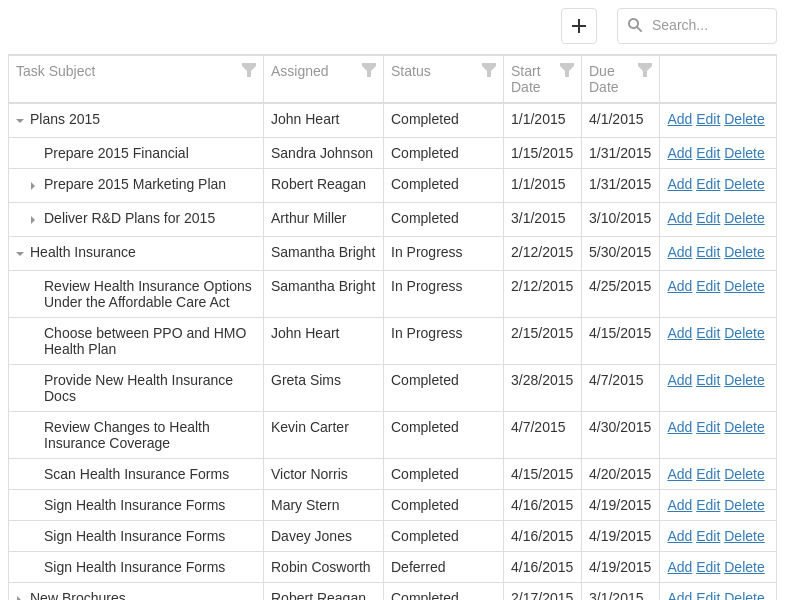 Search...
Task Subject Assigned Status Start Date Due Date
Plans 2015 John Heart Completed 1/1/2015 4/1/2015 Add Edit Delete
Prepare 2015 Financial Sandra Johnson Completed 1/15/2015 1/31/2015 Add Edit Delete
Prepare 2015 Marketing Plan Robert Reagan Completed 1/1/2015 1/31/2015 Add Edit Delete
Deliver R&D Plans for 2015 Arthur Miller Completed 3/1/2015 3/10/2015 Add Edit Delete
Health Insurance Samantha Bright In Progress 2/12/2015 5/30/2015 Add Edit Delete
Review Health Insurance Options Samantha Bright In Progress 2/12/2015 4/25/2015 Add Edit Delete
Under the Affordable Care Act
Choose between PPO and HMO John Heart In Progress 2/15/2015 4/15/2015 Add Edit Delete
Health Plan
Provide New Health Insurance Greta Sims Completed 3/28/2015 4/7/2015 Add Edit Delete
Docs
Review Changes to Health Kevin Carter Completed 4/7/2015 4/30/2015 Add Edit Delete
Insurance Coverage
Scan Health Insurance Forms Victor Norris Completed 4/15/2015 4/20/2015 Add Edit Delete
Sign Health Insurance Forms Mary Stern Completed 4/16/2015 4/19/2015 Add Edit Delete
Sign Health Insurance Forms Davey Jones Completed 4/16/2015 4/19/2015 Add Edit Delete
Sign Health Insurance Forms Robin Cosworth Deferred 4/16/2015 4/19/2015 Add Edit Delete
New Brochures Robert Reagan Completed 2/17/2015 3/1/2015 Add Edit Delete